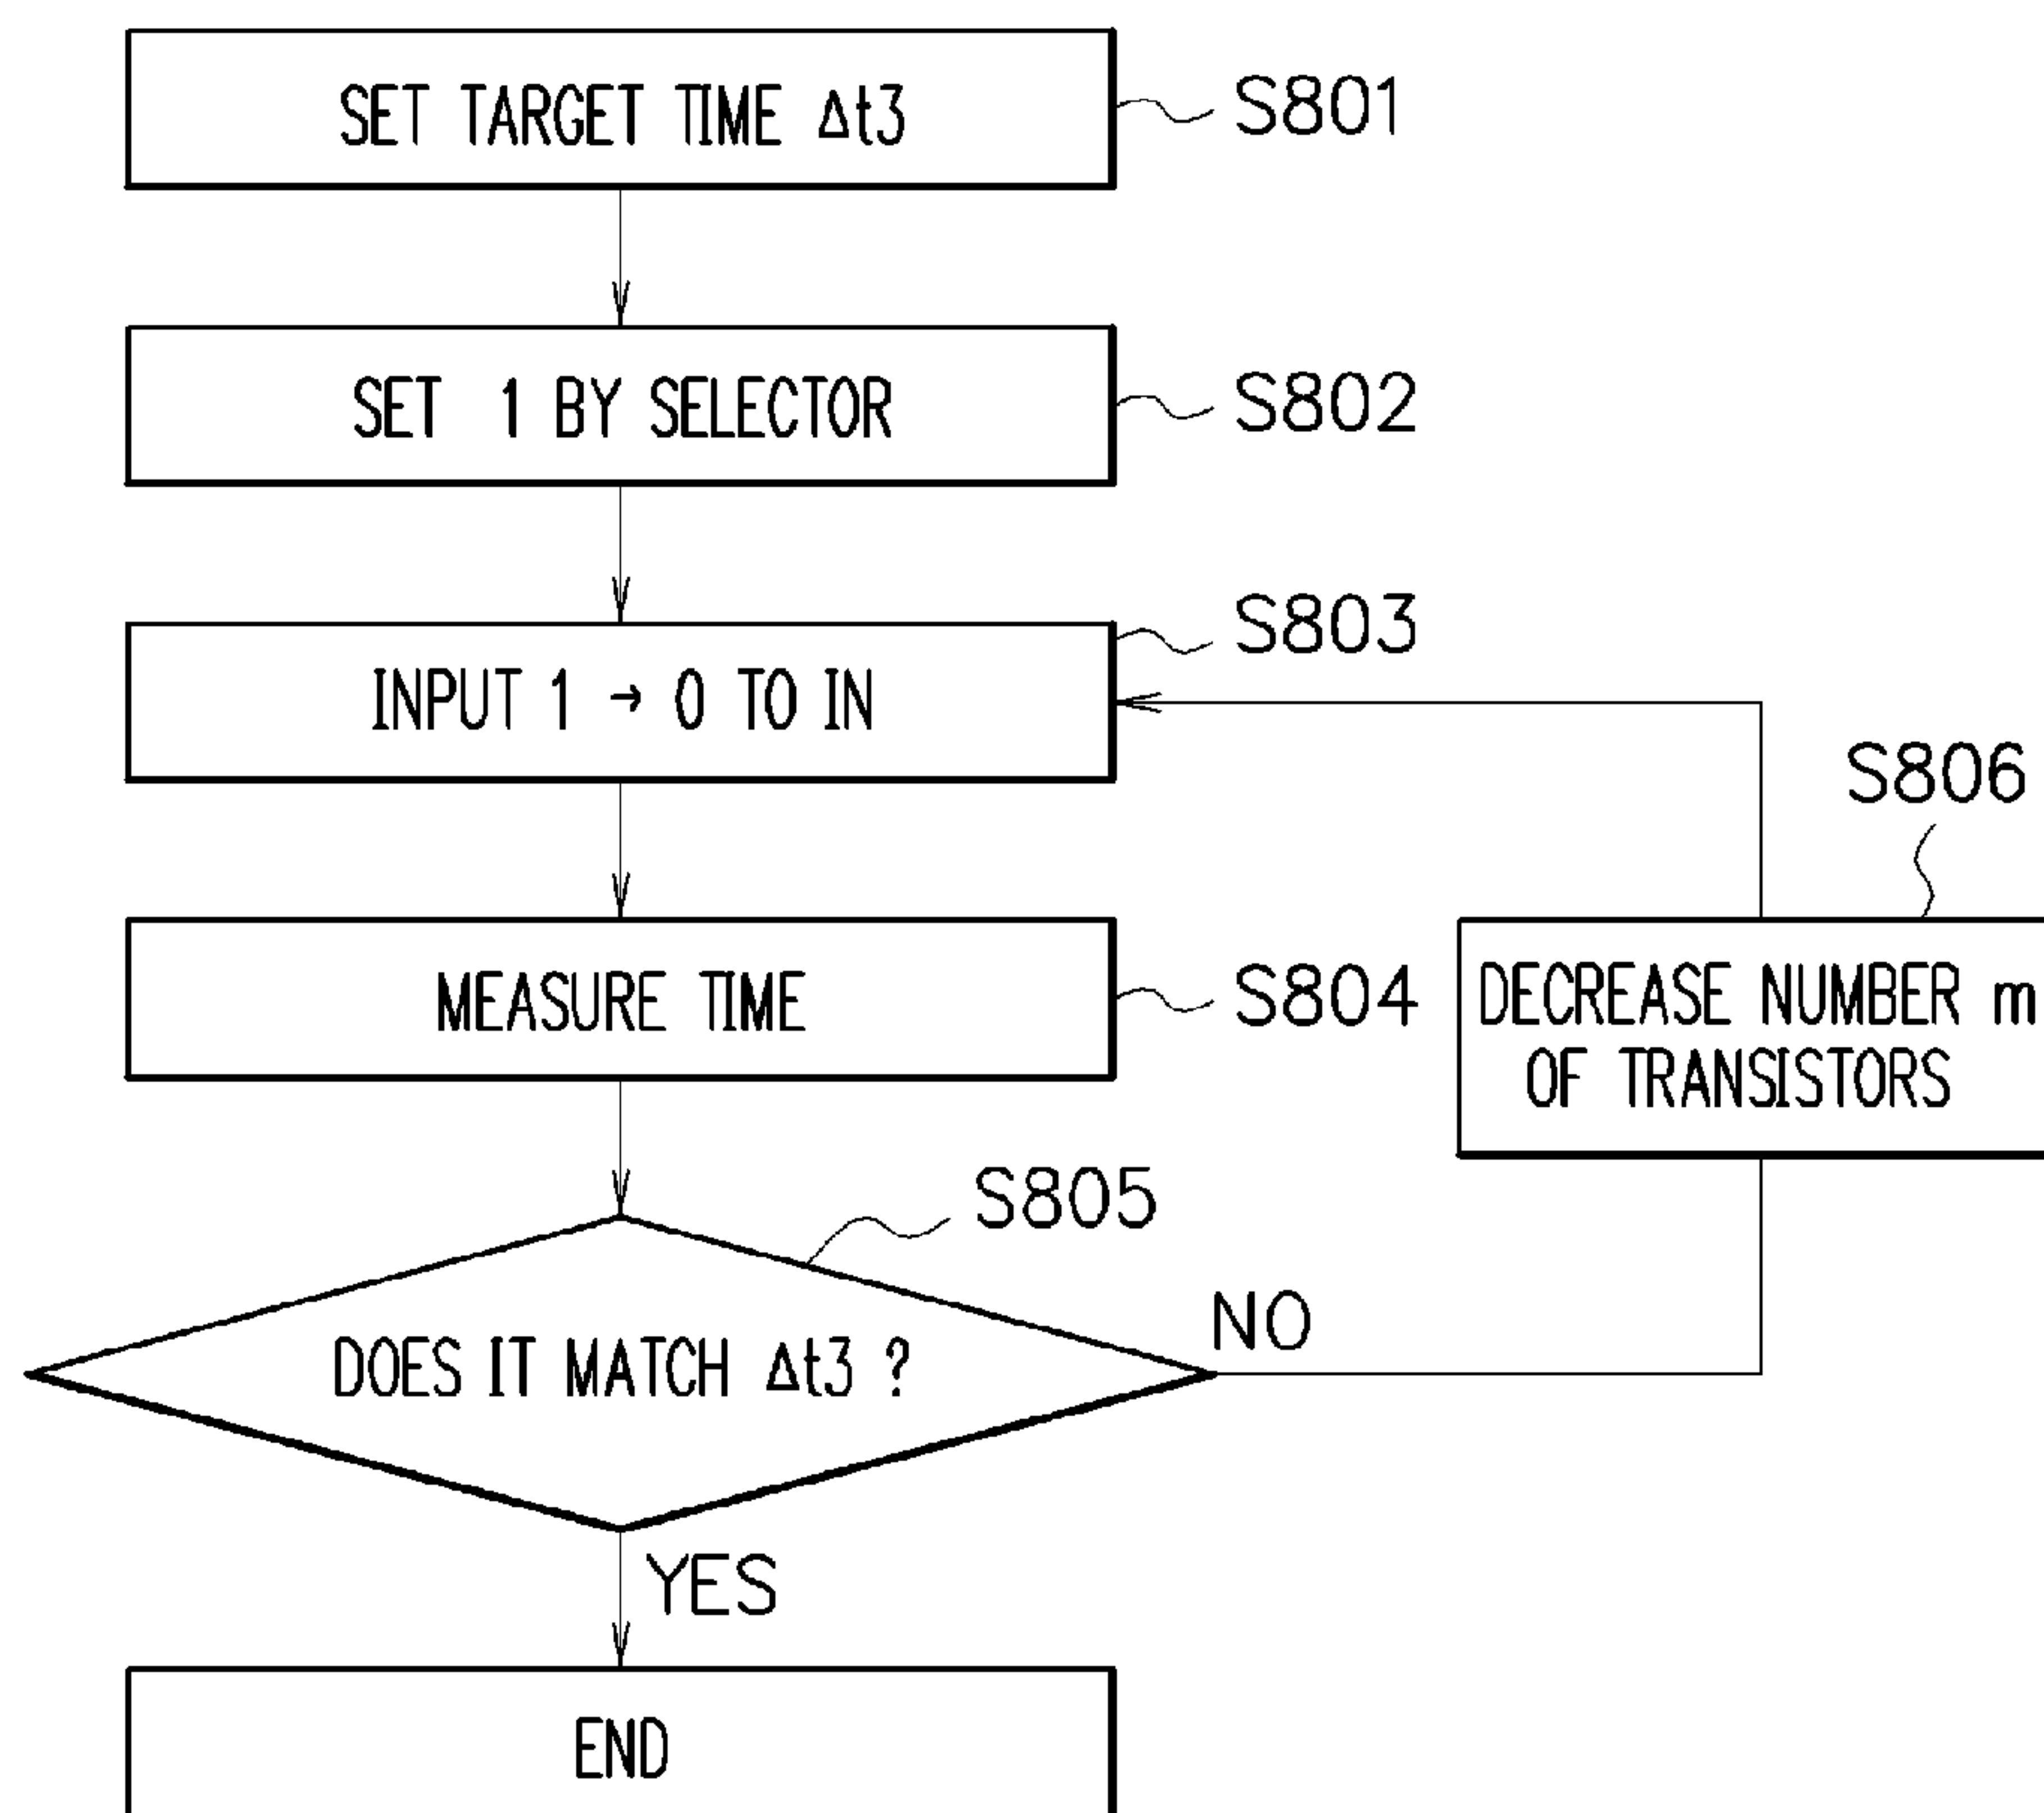 SET TARGET TIME Δt3
S801
SET 1 BY SELECTOR
S802
INPUT 1 → 0 TO IN
S803
MEASURE TIME
S804
DOES IT MATCH Δt3 ?
S805
NO
DECREASE NUMBER m
OF TRANSISTORS
S806
YES
END